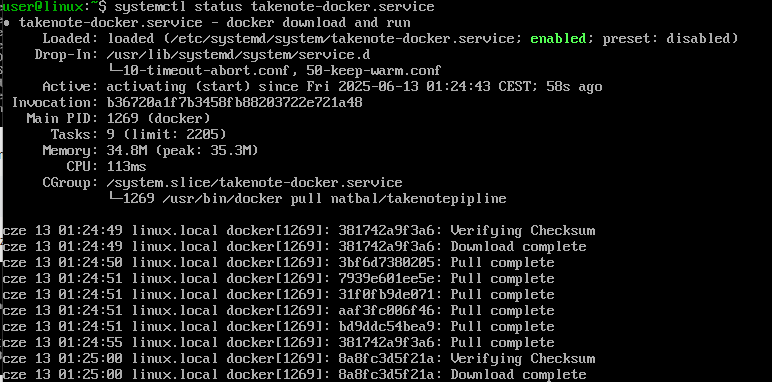 user@linux:~$ systemctl status takenote-docker.service
● takenote-docker.service - docker download and run
     Loaded: loaded (/etc/systemd/system/takenote-docker.service; enabled; preset: disabled)
    Drop-In: /usr/lib/systemd/system/service.d
             └─10-timeout-abort.conf, 50-keep-warm.conf
     Active: activating (start) since Fri 2025-06-13 01:24:43 CEST; 58s ago
 Invocation: b36720a1f7b3458fb88203722e721a48
   Main PID: 1269 (docker)
      Tasks: 9 (limit: 2205)
     Memory: 34.8M (peak: 35.3M)
        CPU: 113ms
     CGroup: /system.slice/takenote-docker.service
             └─1269 /usr/bin/docker pull natbal/takenotepipline

cze 13 01:24:49 linux.local docker[1269]: 381742a9f3a6: Verifying Checksum
cze 13 01:24:49 linux.local docker[1269]: 381742a9f3a6: Download complete
cze 13 01:24:50 linux.local docker[1269]: 3bf6d7380205: Pull complete
cze 13 01:24:51 linux.local docker[1269]: 7939e601ee5e: Pull complete
cze 13 01:24:51 linux.local docker[1269]: 31f0fb9de071: Pull complete
cze 13 01:24:51 linux.local docker[1269]: aaf3fc006f46: Pull complete
cze 13 01:24:51 linux.local docker[1269]: bd9ddc54bea9: Pull complete
cze 13 01:24:55 linux.local docker[1269]: 381742a9f3a6: Pull complete
cze 13 01:25:00 linux.local docker[1269]: 8a8fc3d5f21a: Verifying Checksum
cze 13 01:25:00 linux.local docker[1269]: 8a8fc3d5f21a: Download complete